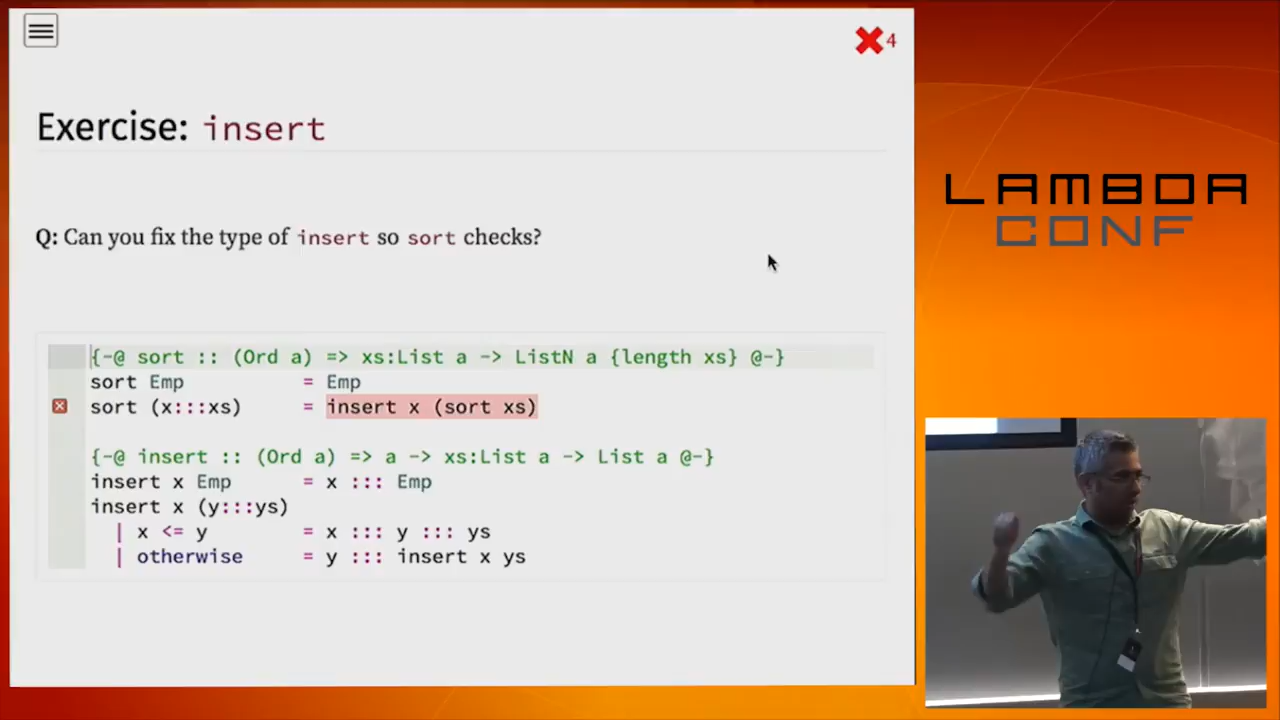 4
Exercise: insert
Q: Can you fix the type of insert so sort checks?
{-@ sort :: (Ord a) => xs:List a -> ListN a {length xs} @-}
sort Emp = Emp
sort (x:::xs) = insert x (sort xs)
{-@ insert :: (Ord a) => a -> xs:List a -> List a @-}
insert x Emp = x ::: Emp
insert x (y:::ys)
| x <= y = x ::: y ::: ys
| otherwise = y ::: insert x ys
LAMBDA
CONF